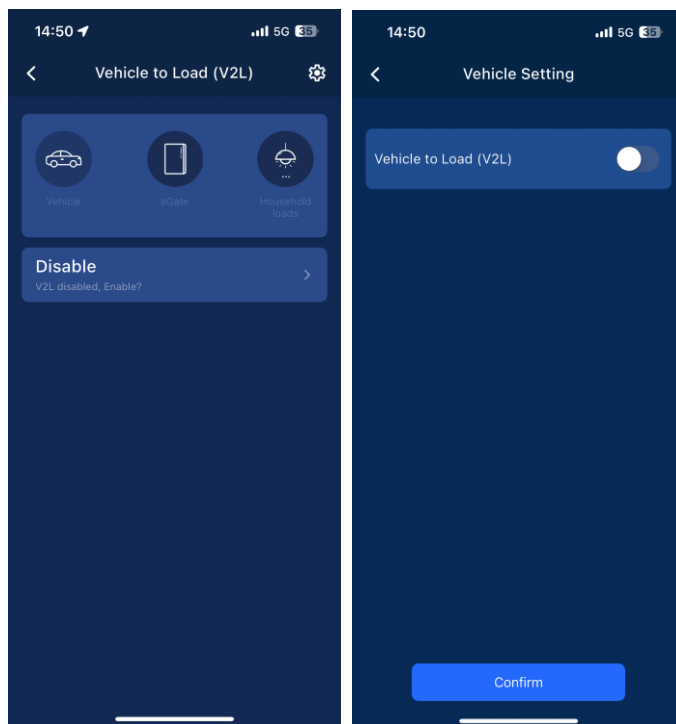 14:50
5G 35
Vehicle to Load (V2L)
Vehicle
aGate
Household
loads
Disable
V2L disabled, Enable?
14:50
5G 35
Vehicle Setting
Vehicle to Load (V2L)
Confirm